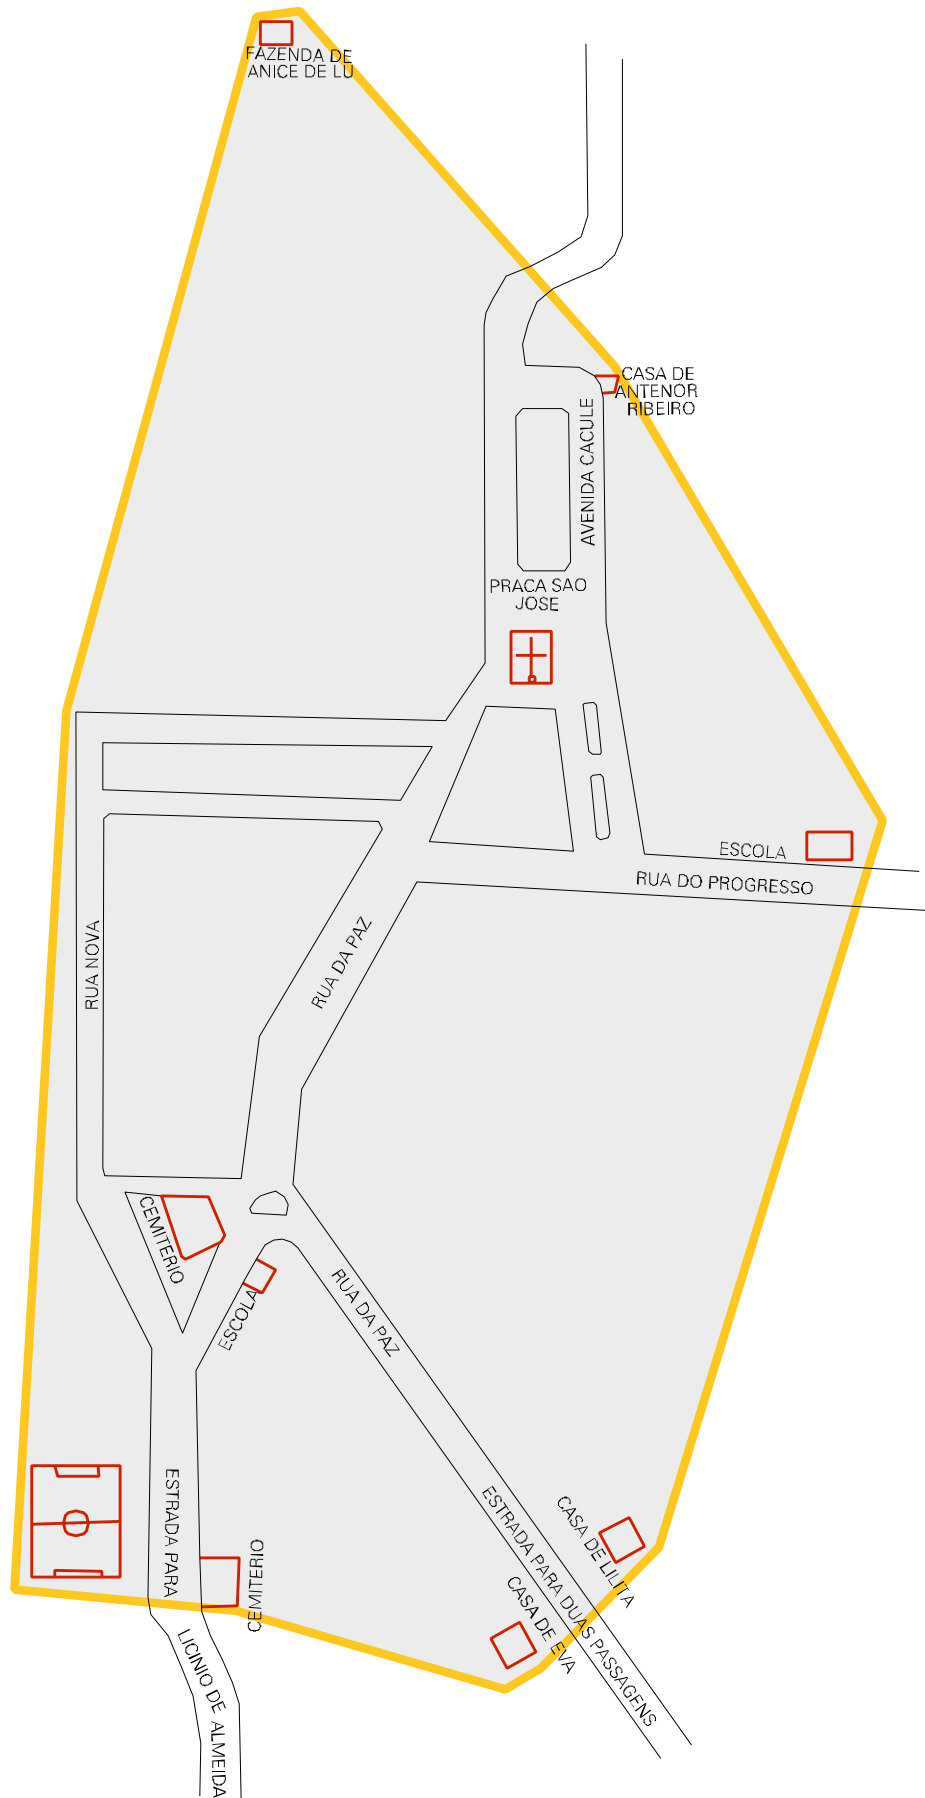 FAZENDA DE
ANICE DE LU
CASA DE
ANTENOR
RIBEIRO
AVENIDA CACULE
PRACA SAO
JOSE
ESCOLA
RUA DO PROGRESSO
RUA NOVA
RUA DA PAZ
CEMITERIO
ESCOLA
RUA DA PAZ
ESTRADA PARA
CEMITERIO
ESTRADA PARA DUAS PASSAGENS
CASA DE LILITA
CASA DE EVA
LICINIO DE ALMEIDA